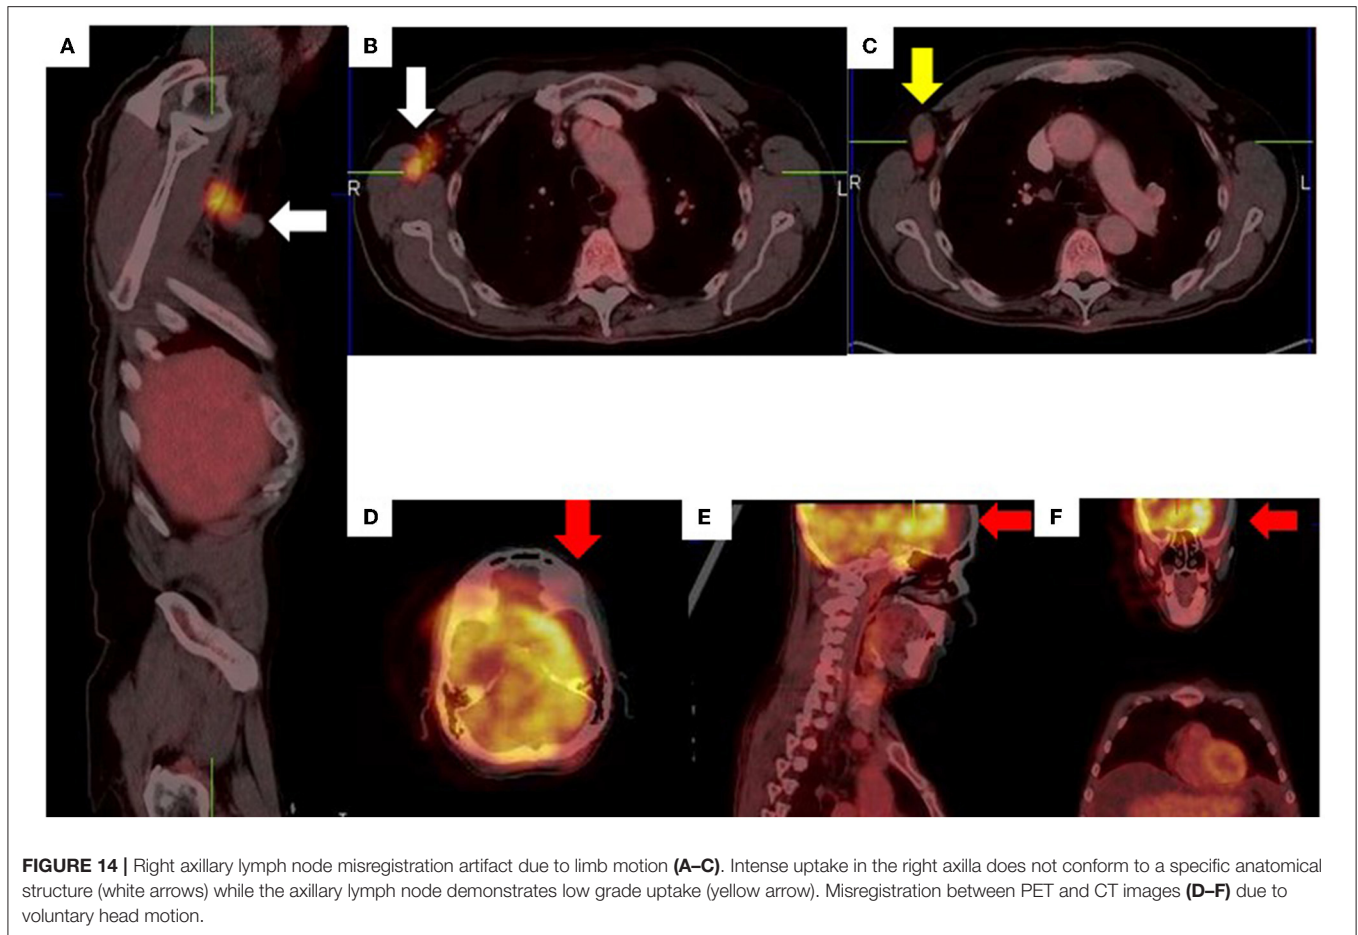 A
B
C
R
L
R
L
D
E
F
FIGURE 14 | Right axillary lymph node misregistration artifact due to limb motion (A–C). Intense uptake in the right axilla does not conform to a specific anatomical
structure (white arrows) while the axillary lymph node demonstrates low grade uptake (yellow arrow). Misregistration between PET and CT images (D–F) due to
voluntary head motion.